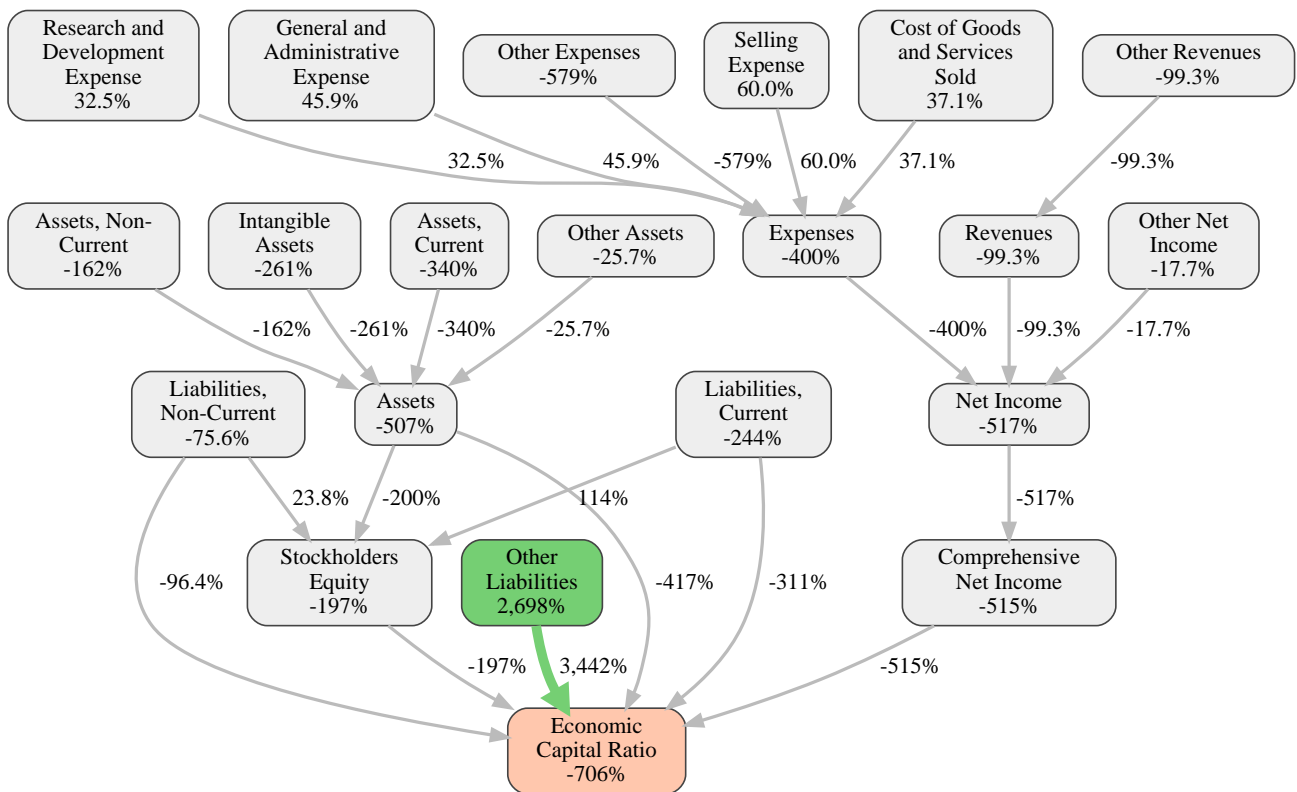 Research and
Development
Expense
32.5%
General and
Administrative
Expense
45.9%
Other Expenses
-579%
Selling
Expense
60.0%
Cost of Goods
and Services
Sold
37.1%
Other Revenues
-99.3%
32.5%
45.9%
-579%
60.0%
37.1%
-99.3%
Assets, Non-
Current
-162%
Intangible
Assets
-261%
Assets,
Current
-340%
Other Assets
-25.7%
Expenses
-400%
Revenues
-99.3%
Other Net
Income
-17.7%
-162%
-261%
-340%
-25.7%
-400%
-99.3%
-17.7%
Liabilities,
Non-Current
-75.6%
Assets
-507%
Liabilities,
Current
-244%
Net Income
-517%
23.8%
-200%
114%
-517%
Stockholders
Equity
-197%
Other
Liabilities
2,698%
Comprehensive
Net Income
-515%
-96.4%
-417%
-311%
-197%
3,442%
-515%
Economic
Capital Ratio
-706%